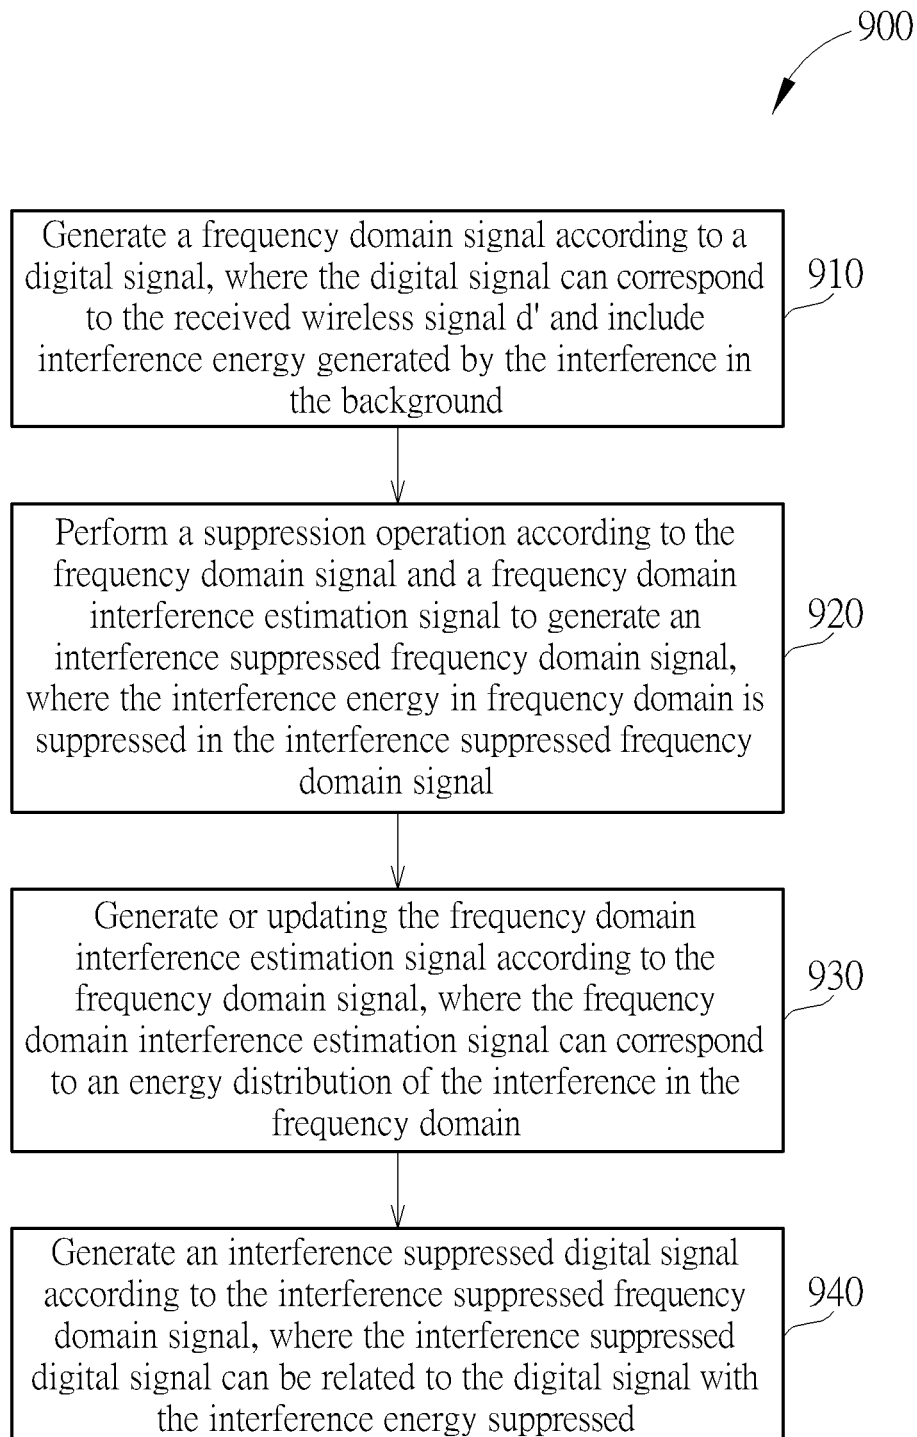 900
Generate a frequency domain signal according to a
digital signal, where the digital signal can correspond
to the received wireless signal d' and include
interference energy generated by the interference in
the background
910
Perform a suppression operation according to the
frequency domain signal and a frequency domain
interference estimation signal to generate an
interference suppressed frequency domain signal,
where the interference energy in frequency domain is
suppressed in the interference suppressed frequency
domain signal
920
Generate or updating the frequency domain
interference estimation signal according to the
frequency domain signal, where the frequency
domain interference estimation signal can correspond
to an energy distribution of the interference in the
frequency domain
930
Generate an interference suppressed digital signal
according to the interference suppressed frequency
domain signal, where the interference suppressed
digital signal can be related to the digital signal with
the interference energy suppressed
940